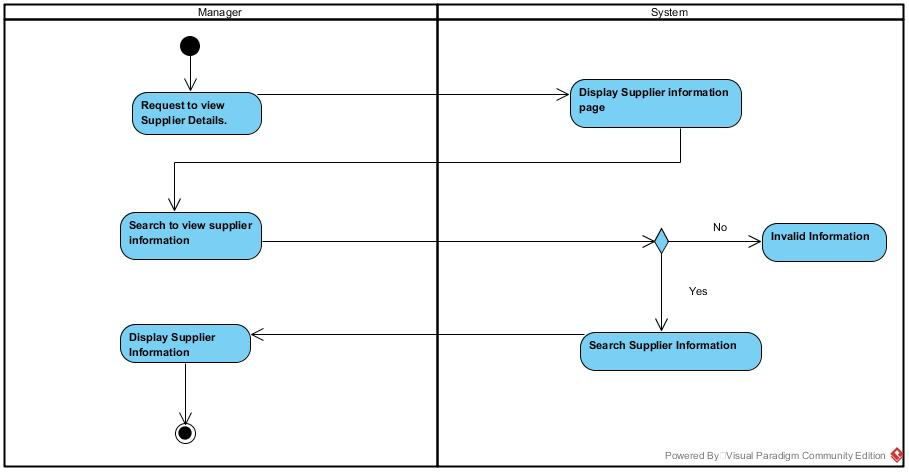 Manager
System
Request to view
Supplier Details.
Display Supplier information
page
Search to view supplier
information
No
Invalid Information
Yes
Display Supplier
Information
Search Supplier Information
Powered By Visual Paradigm Community Edition